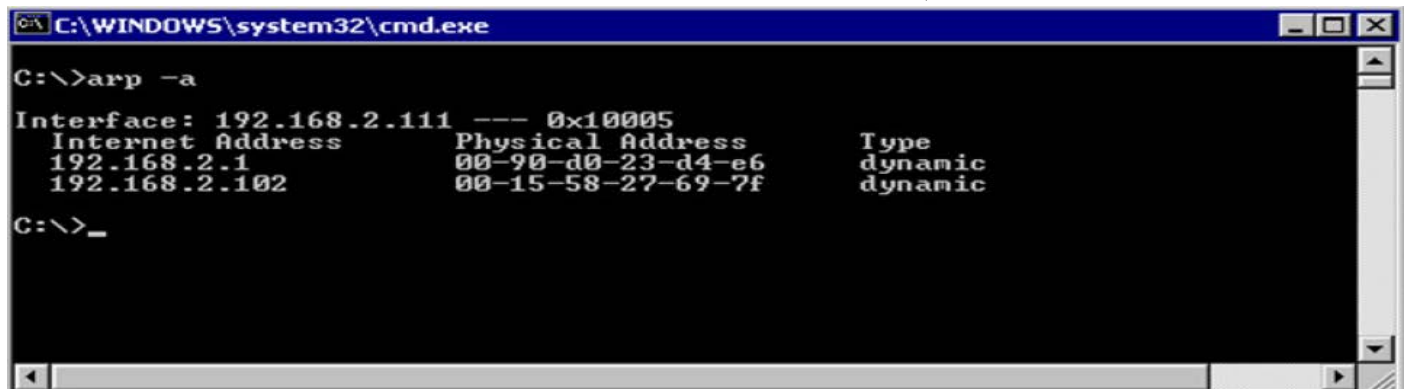 C:\WINDOWS\system32\cmd.exe
C:\>arp -a
Interface: 192.168.2.111 --- 0x10005
Internet Address Physical Address Type
192.168.2.1 00-90-d0-23-d4-e6 dynamic
192.168.2.102 00-15-58-27-69-7f dynamic
C:\>_